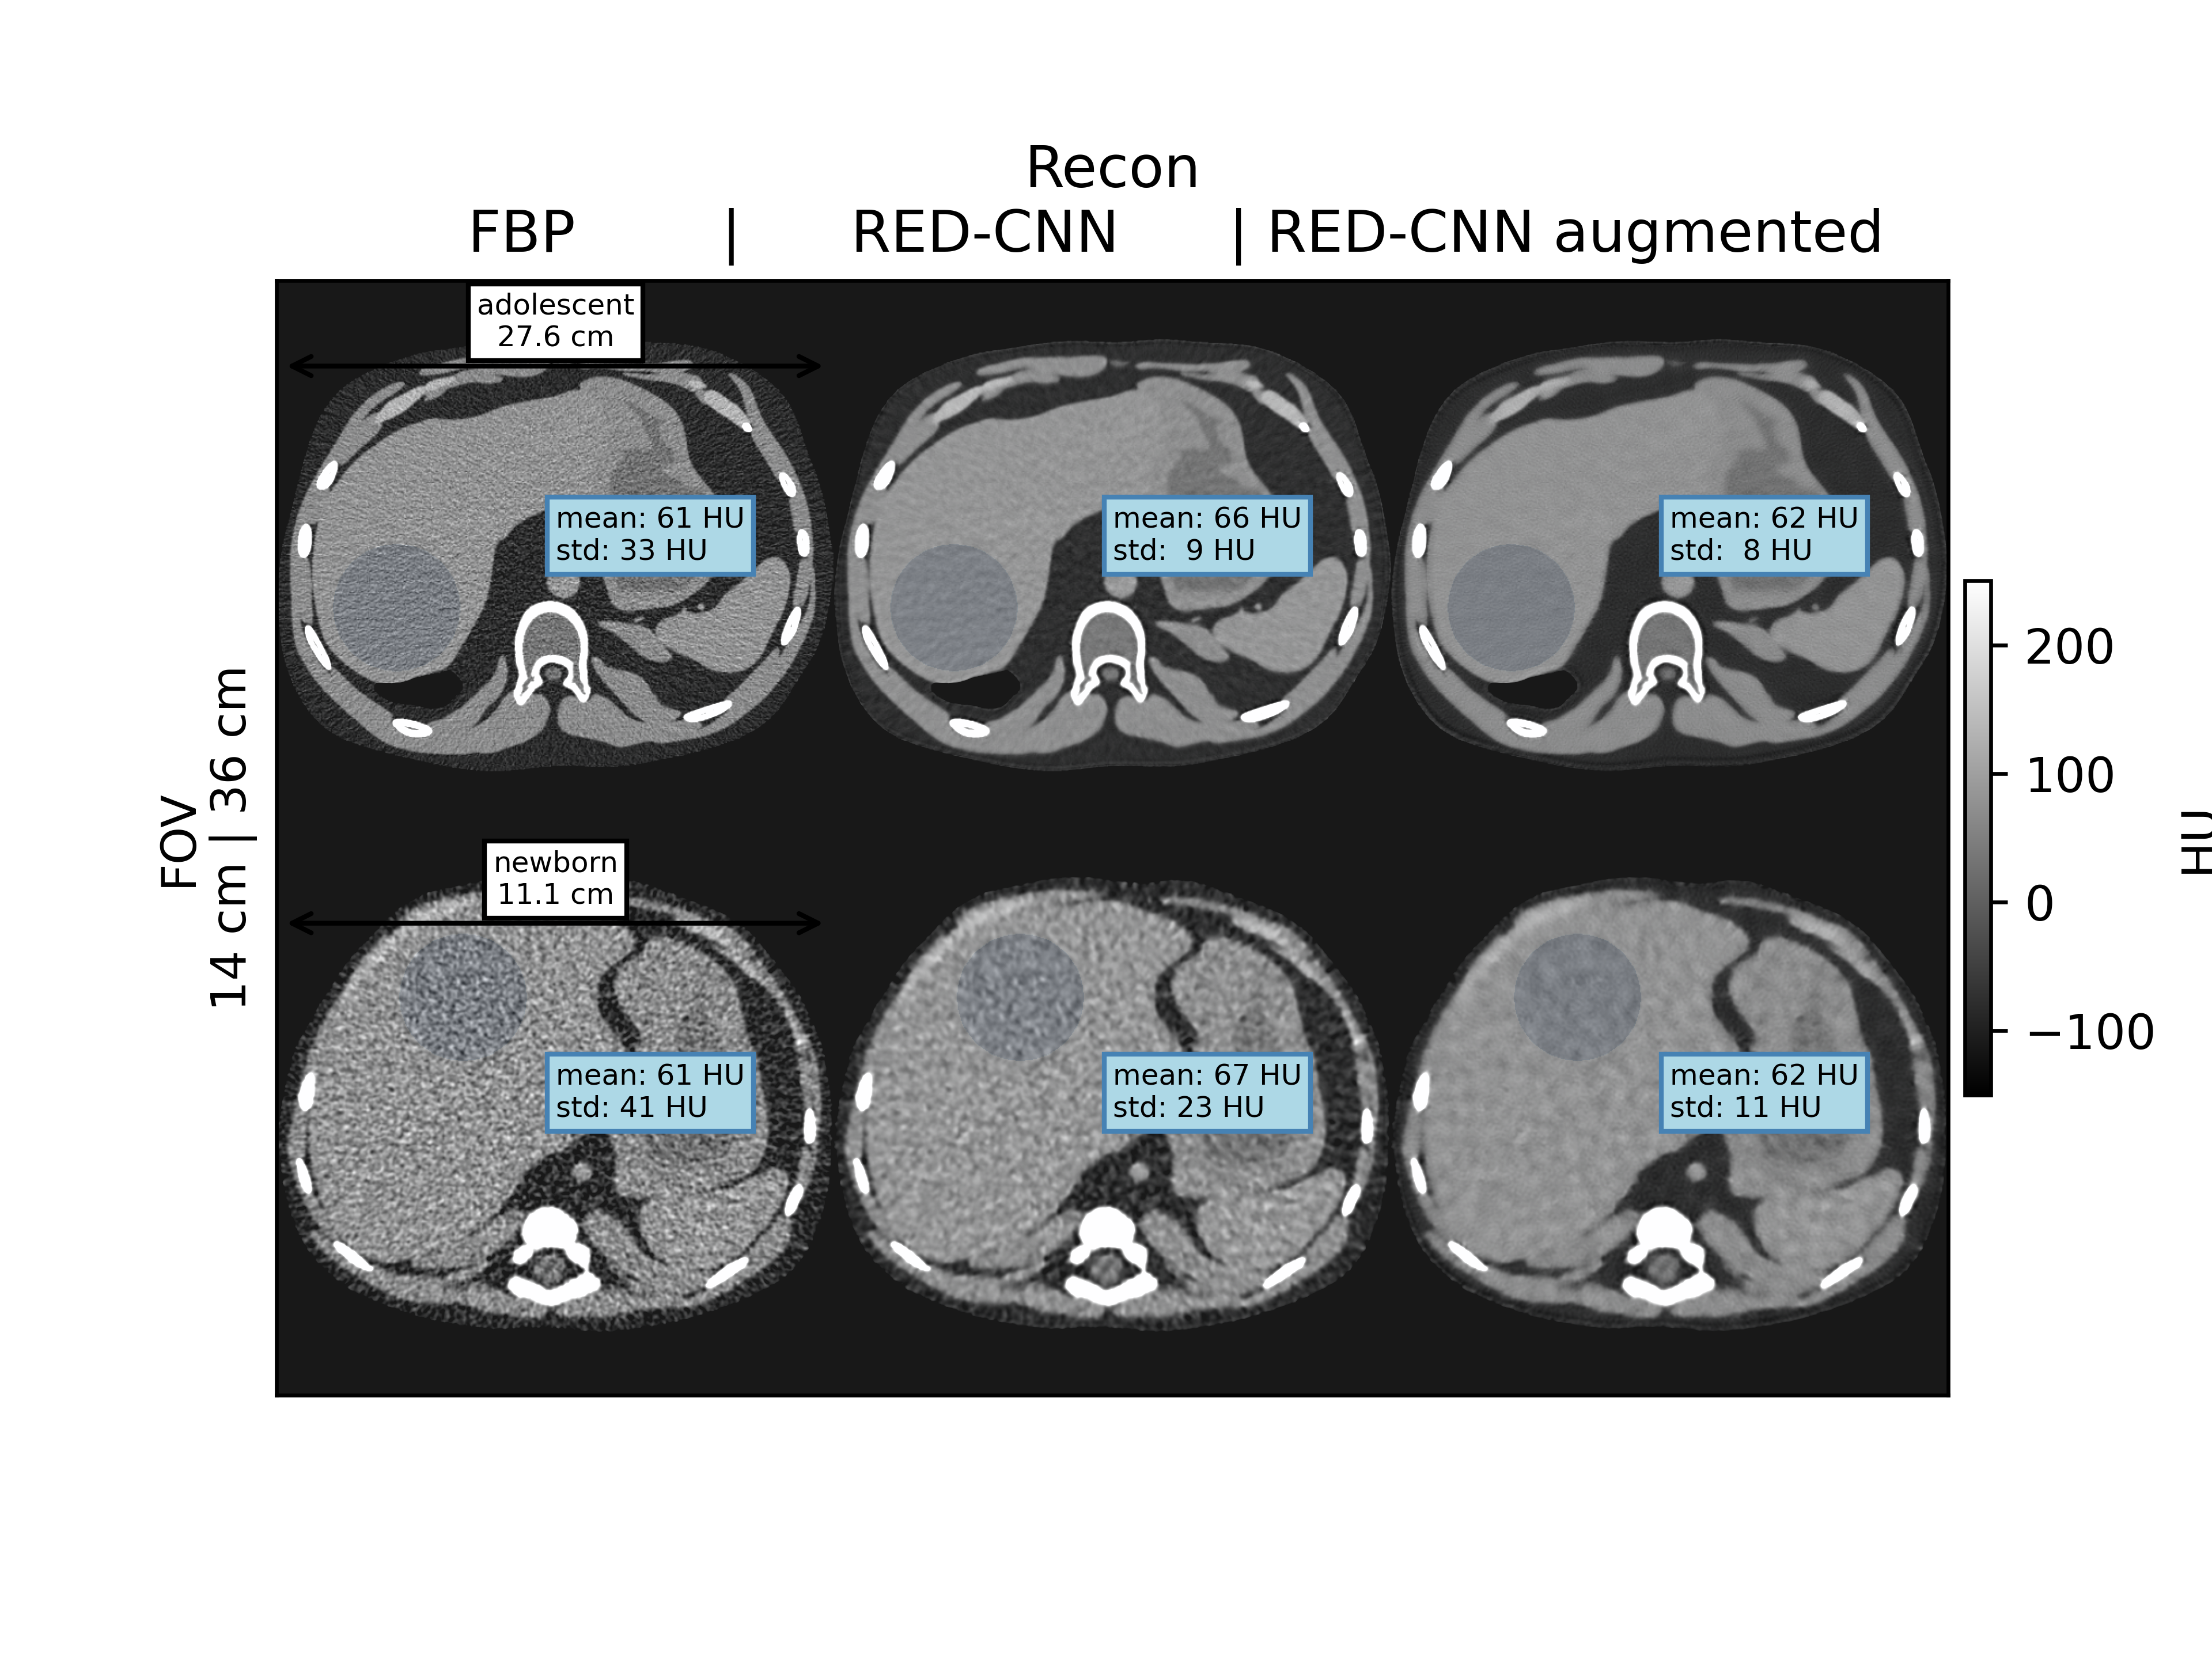 Recon
FBP | RED-CNN | RED-CNN augmented
adolescent
27.6 cm
mean: 61 HU
std: 33 HU
mean: 66 HU
std:  9 HU
mean: 62 HU
std:  8 HU
FOV
14 cm | 36 cm
newborn
11.1 cm
mean: 61 HU
std: 41 HU
mean: 67 HU
std: 23 HU
mean: 62 HU
std: 11 HU
200
100
0
−100
HU